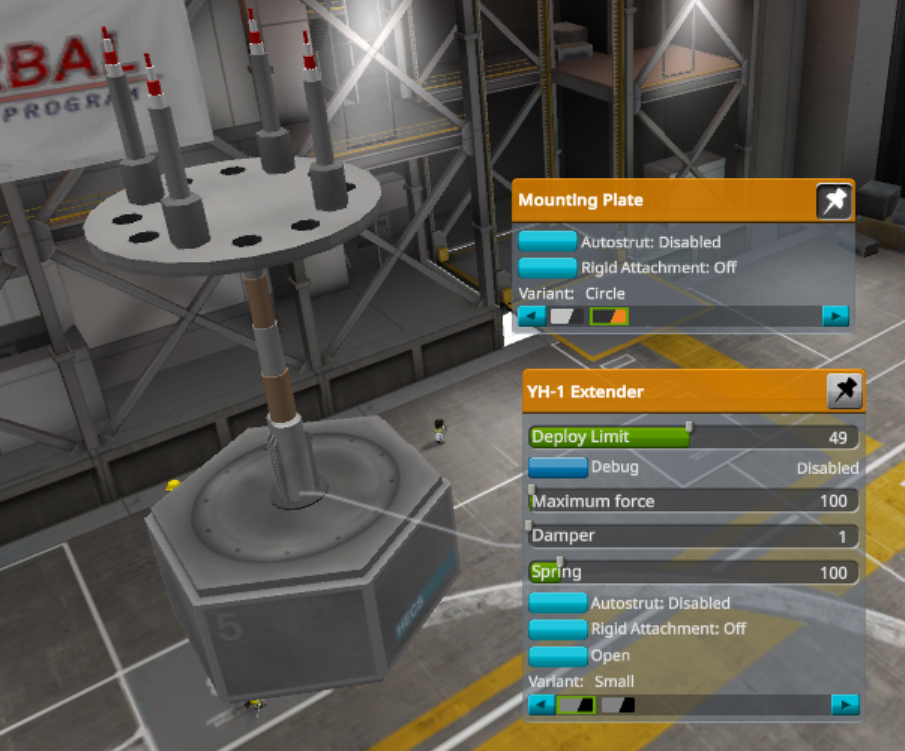 RBAL
PROGRAM
Mounting Plate
Autostrut: Disabled
Rigid Attachment: Off
Variant: Circle
YH-1 Extender
Deploy Limit 49
Debug Disabled
Maximum force 100
Damper 1
Spring 100
Autostrut: Disabled
Rigid Attachment: Off
Open
Variant: Small
5
HECS